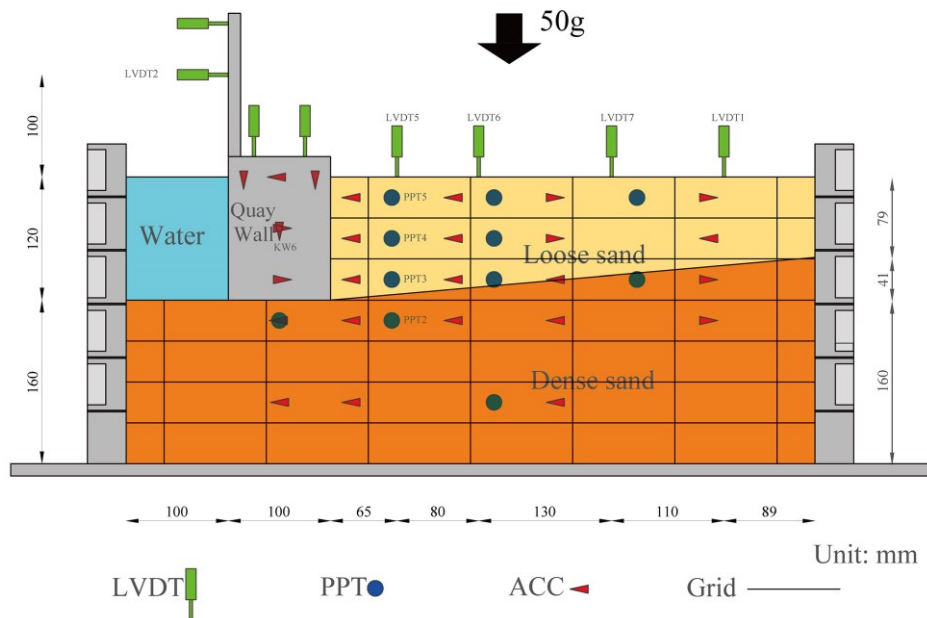 50g
LVDT2
LVDT5
LVDT6
LVDT7
LVDT1
100
120
160
Water
Quay
Wall
KW6
PPT5
PPT4
PPT3
PPT2
Loose sand
Dense sand
79
41
160
100
100
65
80
130
110
89
Unit: mm
LVDT
PPT
ACC
Grid